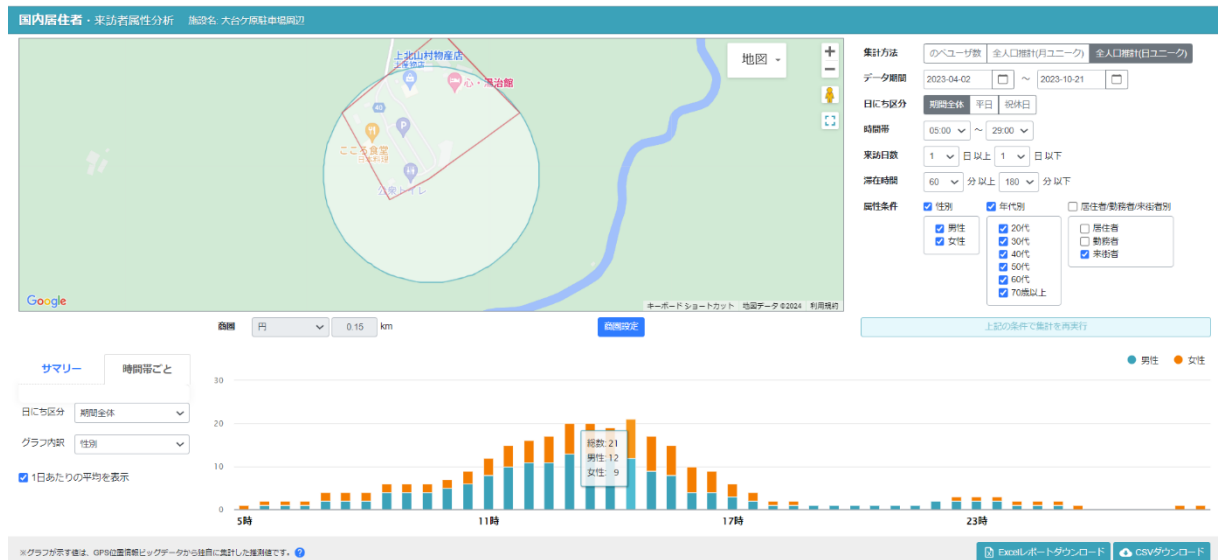 国内居住者・来訪者属性分析 施設名 大台ケ原駐車場周辺
上北山村物産店
心・湯治館
40
P
こころ食堂
日本料理
公衆トイレ
地図
+
−
Google
キーボード ショートカット 地図データ ©2024 利用規約
商圏 円 0.15 km 商圏設定
集計方法 のべユーザ数 全人口推計(月ユニーク) 全人口推計(日ユニーク)
データ期間 2023-04-02 ~ 2023-10-21
日にち区分 期間全体 平日 祝休日
時間帯 05:00 ~ 29:00
来訪日数 1 日以上 1 日以下
滞在時間 60 分以上 180 分以下
属性条件 性別 年代別 居住者/勤務者/来街者別
男性 20代 居住者
女性 30代 勤務者
40代 来街者
50代
60代
70歳以上
上記の条件で集計を再実行
サマリー 時間帯ごと
日にち区分 期間全体
グラフ内訳 性別
1日あたりの平均を表示
男性 女性
30
20
10
0
総数: 21
男性: 12
女性: 9
5時 11時 17時 23時
※グラフが示す値は、GPS位置情報ビッグデータから独自に集計した推測値です。 ?
Excelレポートダウンロード CSVダウンロード